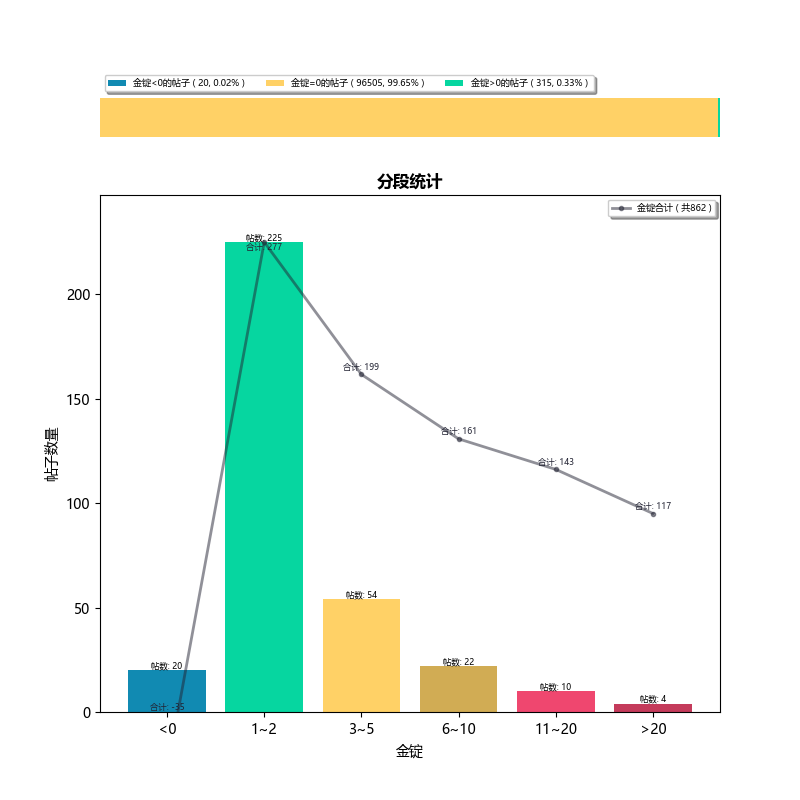 金锭<0的帖子 ( 20, 0.02% ) 金锭=0的帖子 ( 96505, 99.65% ) 金锭>0的帖子 ( 315, 0.33% )
分段统计
金锭合计 ( 共862 )
帖数: 225
合计: 277
200
合计: 199
150
合计: 161
合计: 143
帖子数量
100
合计: 117
帖数: 54
50
帖数: 20
帖数: 22
帖数: 10
帖数: 4
合计: -35
0
<0 1~2 3~5 6~10 11~20 >20
金锭